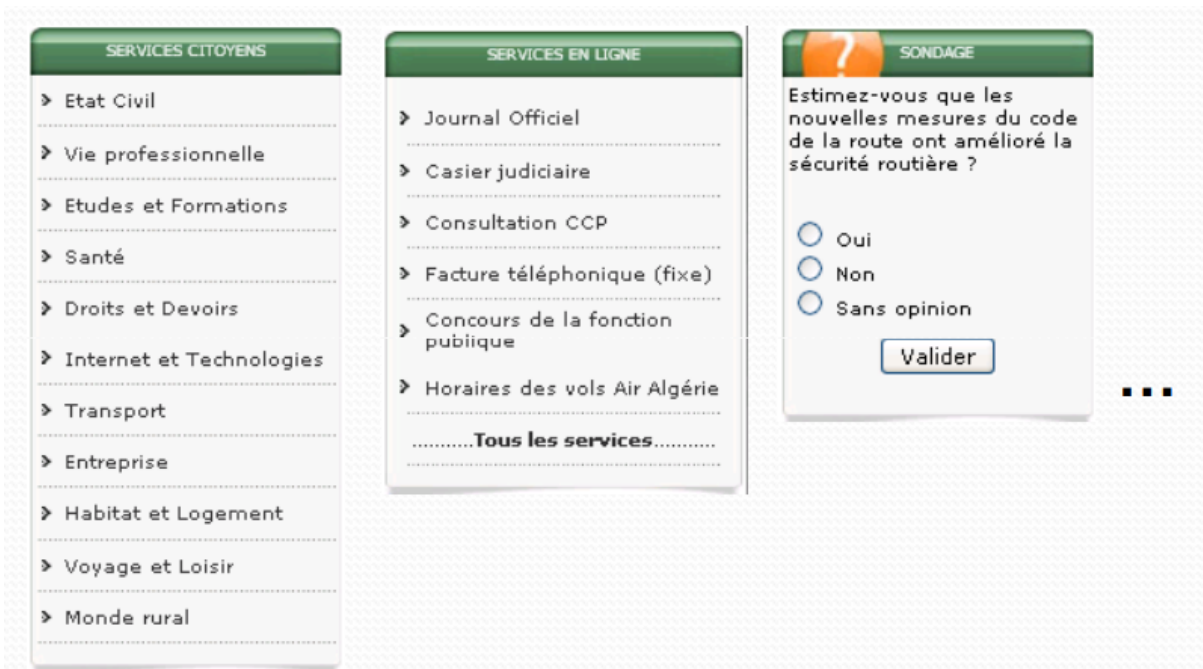 SERVICES CITOYENS
Etat Civil
Vie professionnelle
Etudes et Formations
Santé
Droits et Devoirs
Internet et Technologies
Transport
Entreprise
Habitat et Logement
Voyage et Loisir
Monde rural
SERVICES EN LIGNE
Journal Officiel
Casier judiciaire
Consultation CCP
Facture téléphonique (fixe)
Concours de la fonction
publique
Horaires des vols Air Algérie
...........Tous les services...........
?
SONDAGE
Estimez-vous que les
nouvelles mesures du code
de la route ont amélioré la
sécurité routière ?
Oui
Non
Sans opinion
Valider
...